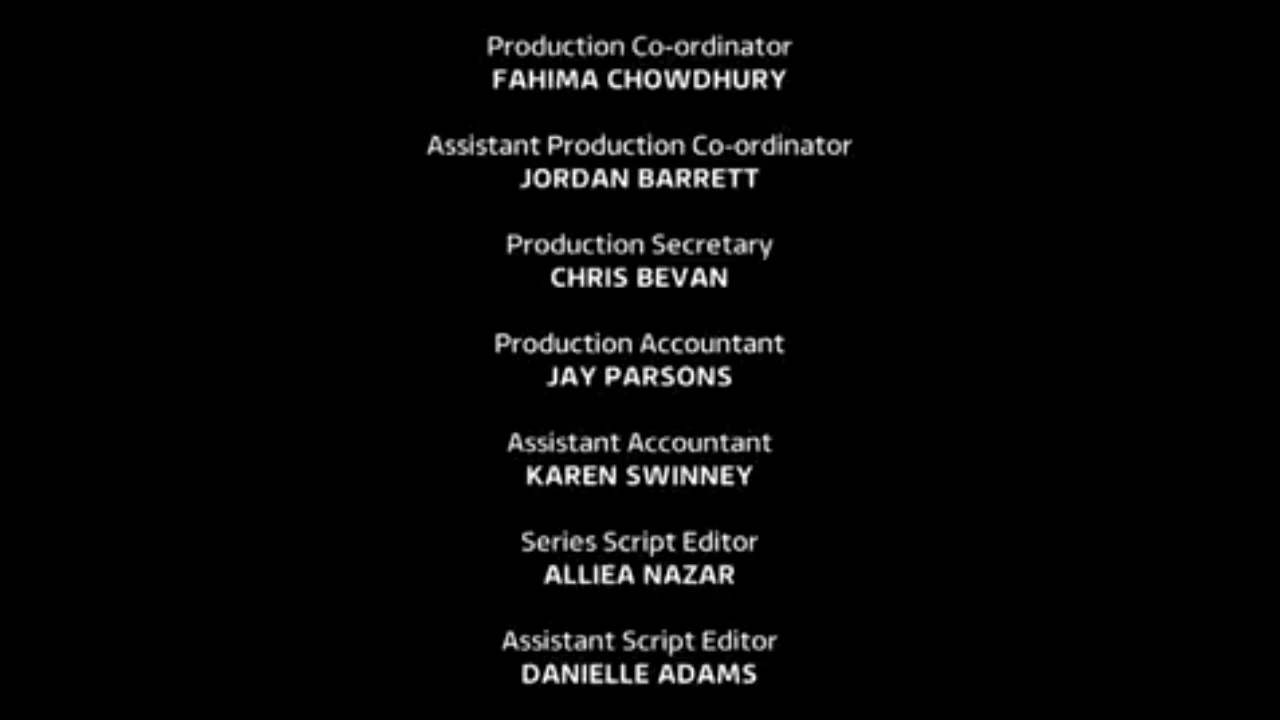 Production Co-ordinator
FAHIMA CHOWDHURY
Assistant Production Co-ordinator
JORDAN BARRETT
Production Secretary
CHRIS BEVAN
Production Accountant
JAY PARSONS
Assistant Accountant
KAREN SWINNEY
Series Script Editor
ALLIEA NAZAR
Assistant Script Editor
DANIELLE ADAMS